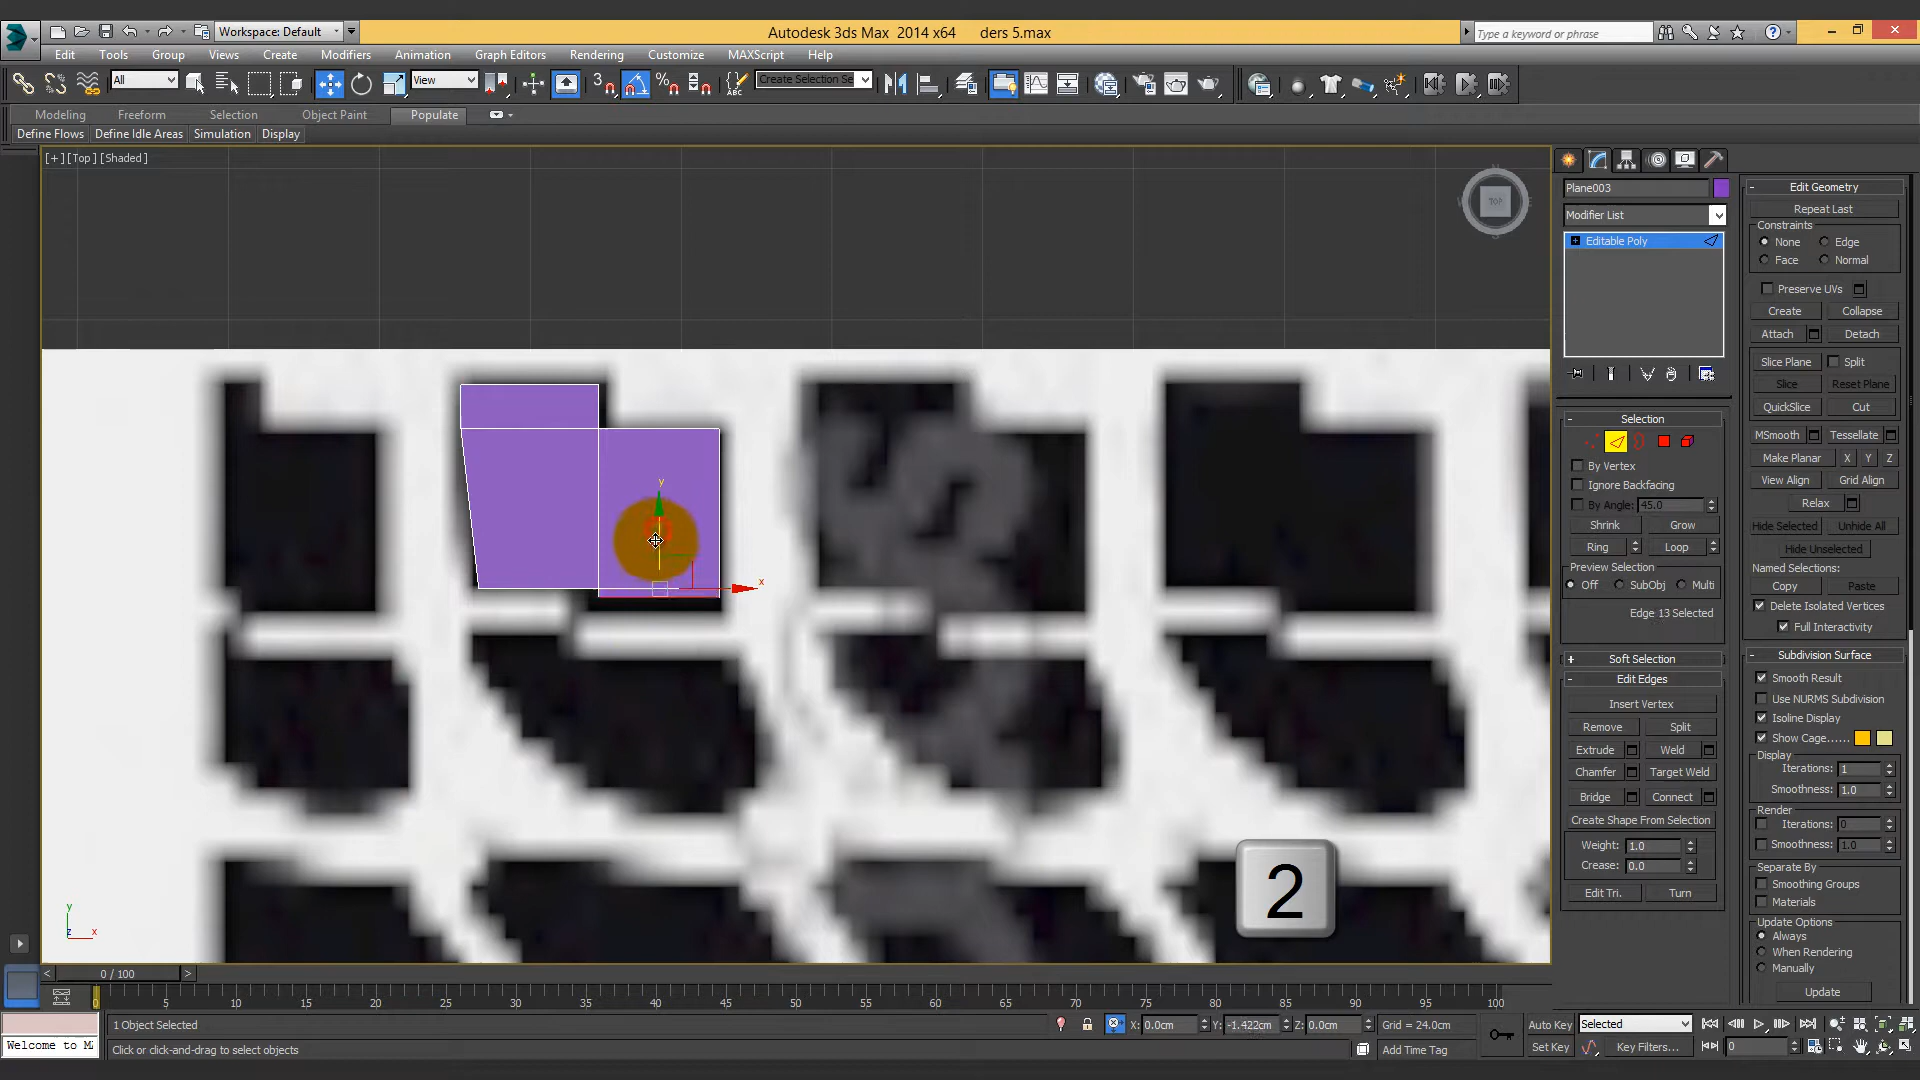 Workspace: Default
Autodesk 3ds Max 2014 x64 ders 5.max
Type a keyword or phrase
Edit Tools Group Views Create Modifiers Animation Graph Editors Rendering Customize MAXScript Help
All View Create Selection Se
Modeling Freeform Selection Object Paint Populate
Define Flows Define Idle Areas Simulation Display
[+] [Top] [Shaded]
TOP
Plane003
Modifier List
Editable Poly
Selection
By Vertex
Ignore Backfacing
By Angle: 45.0
Shrink Grow
Ring Loop
Preview Selection
Off SubObj Multi
Edge 13 Selected
Soft Selection
Edit Edges
Insert Vertex
Remove Split
Extrude Weld
Chamfer Target Weld
Bridge Connect
Create Shape From Selection
Weight: 1.0
Crease: 0.0
Edit Tri. Turn
Edit Geometry
Repeat Last
Constraints
None Edge
Face Normal
Preserve UVs
Create Collapse
Attach Detach
Slice Plane Split
Slice Reset Plane
QuickSlice Cut
MSmooth Tessellate
Make Planar X Y Z
View Align Grid Align
Relax
Hide Selected Unhide All
Hide Unselected
Named Selections:
Copy Paste
Delete Isolated Vertices
Full Interactivity
Subdivision Surface
Smooth Result
Use NURMS Subdivision
Isoline Display
Show Cage......
Display
Iterations: 1
Smoothness: 1.0
Render
Iterations: 0
Smoothness: 1.0
Separate By
Smoothing Groups
Materials
Update Options
Always
When Rendering
Manually
Update
y
x
2
y
z x
< 0 / 100 >
0 5 10 15 20 25 30 35 40 45 50 55 60 65 70 75 80 85 90 95 100
1 Object Selected X: 0.0cm Y: -1.422cm Z: 0.0cm Grid = 24.0cm Auto Key Selected
Welcome to MA Click or click-and-drag to select objects Add Time Tag Set Key Key Filters... 0